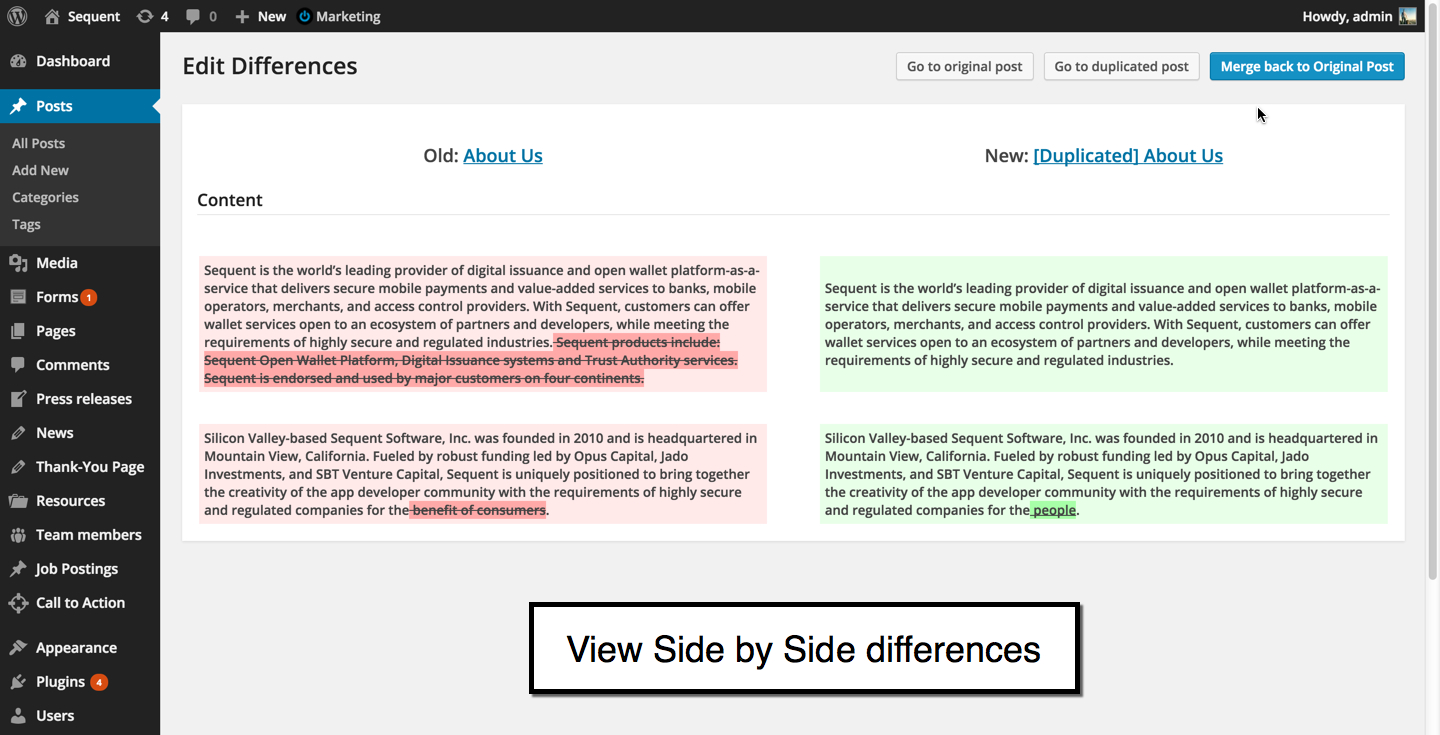 Sequent 4 0 New Marketing Howdy, admin
Dashboard
Posts
All Posts
Add New
Categories
Tags
Media
Forms 1
Pages
Comments
Press releases
News
Thank-You Page
Resources
Team members
Job Postings
Call to Action
Appearance
Plugins 4
Users
Edit Differences
Go to original post Go to duplicated post Merge back to Original Post
Old: About Us
New: [Duplicated] About Us
Content
Sequent is the world’s leading provider of digital issuance and open wallet platform-as-a-
service that delivers secure mobile payments and value-added services to banks, mobile
operators, merchants, and access control providers. With Sequent, customers can offer
wallet services open to an ecosystem of partners and developers, while meeting the
requirements of highly secure and regulated industries. Sequent products include:
Sequent Open Wallet Platform, Digital Issuance systems and Trust Authority services.
Sequent is endorsed and used by major customers on four continents.
Sequent is the world’s leading provider of digital issuance and open wallet platform-as-a-
service that delivers secure mobile payments and value-added services to banks, mobile
operators, merchants, and access control providers. With Sequent, customers can offer
wallet services open to an ecosystem of partners and developers, while meeting the
requirements of highly secure and regulated industries.
Silicon Valley-based Sequent Software, Inc. was founded in 2010 and is headquartered in
Mountain View, California. Fueled by robust funding led by Opus Capital, Jado
Investments, and SBT Venture Capital, Sequent is uniquely positioned to bring together
the creativity of the app developer community with the requirements of highly secure
and regulated companies for the benefit of consumers.
Silicon Valley-based Sequent Software, Inc. was founded in 2010 and is headquartered in
Mountain View, California. Fueled by robust funding led by Opus Capital, Jado
Investments, and SBT Venture Capital, Sequent is uniquely positioned to bring together
the creativity of the app developer community with the requirements of highly secure
and regulated companies for the people.
View Side by Side differences